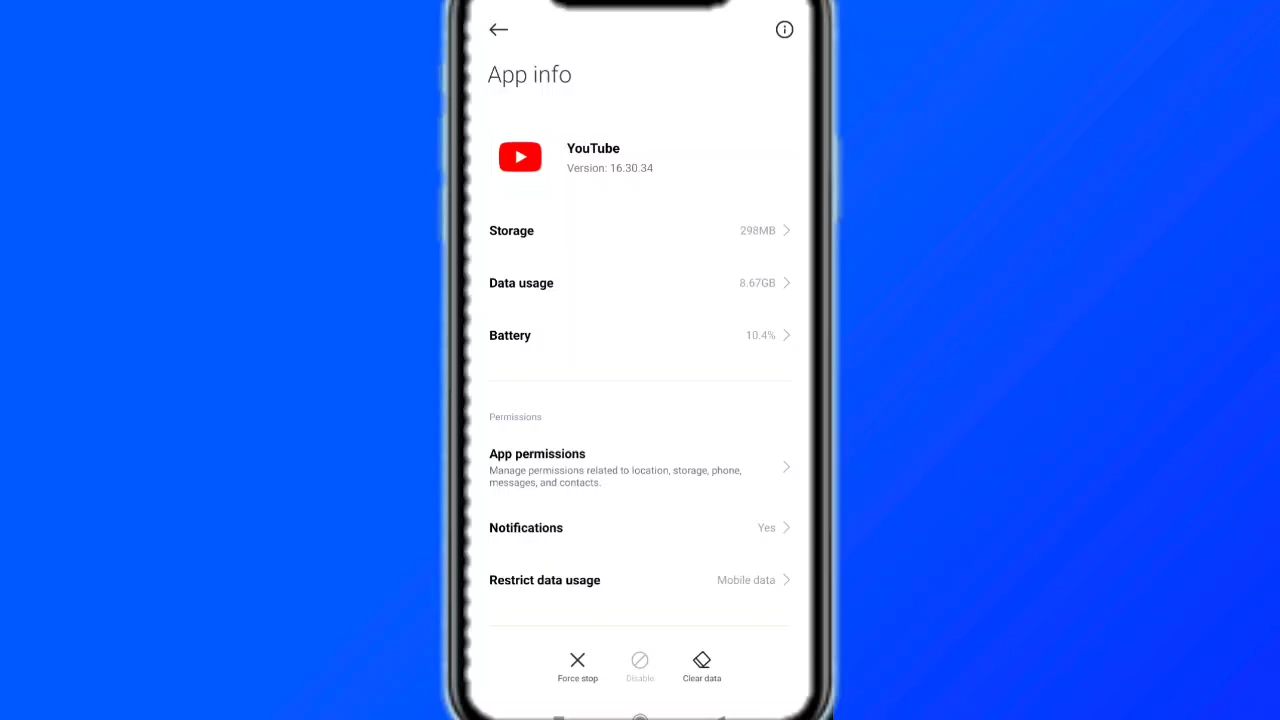 App info
YouTube
Version: 16.30.34
Storage 298MB
Data usage 8.67GB
Battery 10.4%
Permissions
App permissions
Manage permissions related to location, storage, phone,
messages, and contacts.
Notifications Yes
Restrict data usage Mobile data
Force stop Disable Clear data